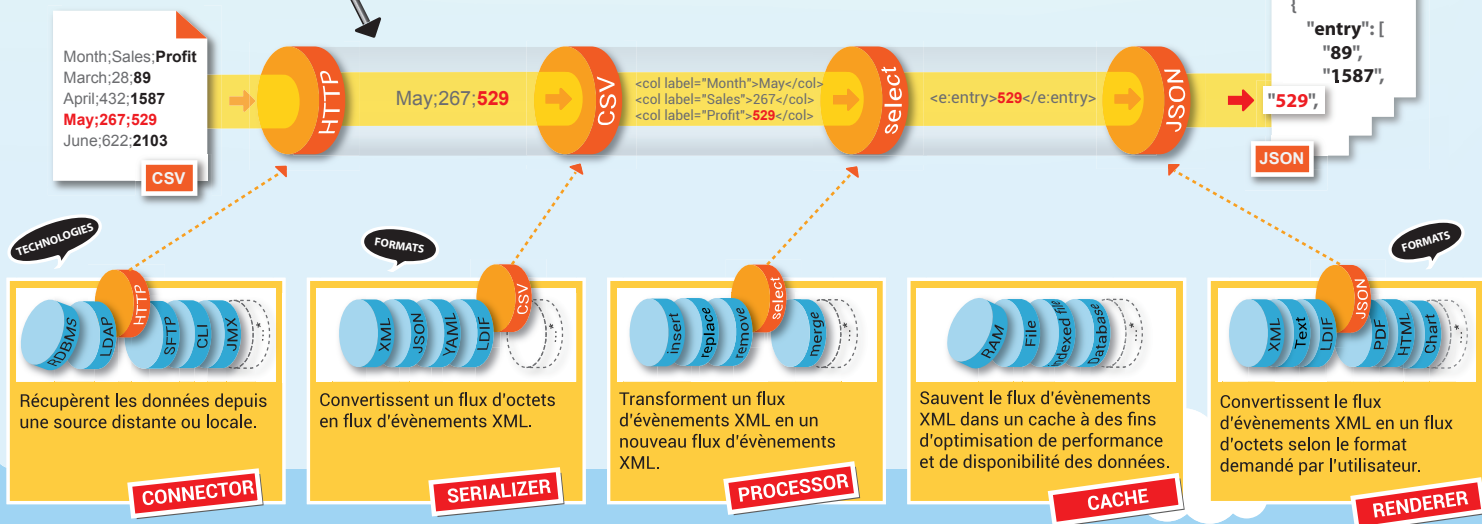 Month;Sales;Profit
March;28;89
April;432;1587
May;267;529
June;622;2103
CSV
HTTP
May;267;529
CSV
<col label="Month">May</col>
<col label="Sales">267</col>
<col label="Profit">529</col>
select
<e:entry>529</e:entry>
JSON
{
"entry": [
"89",
"1587",
"529",
JSON
TECHNOLOGIES
RDBMS
LDAP
HTTP
SFTP
CLI
JMX
*
Récupèrent les données depuis
une source distante ou locale.
CONNECTOR
FORMATS
XML
JSON
YAML
LDIF
CSV
*
Convertissent un flux d'octets
en flux d'évènements XML.
SERIALIZER
insert
replace
remove
select
merge
*
Transforment un flux
d'évènements XML en un
nouveau flux d'évènements
XML.
PROCESSOR
RAM
File
Indexed file
Database
*
Sauvent le flux d'évènements
XML dans un cache à des fins
d'optimisation de performance
et de disponibilité des données.
CACHE
FORMATS
XML
Text
LDIF
JSON
PDF
HTML
Chart
*
Convertissent le flux
d'évènements XML en un flux
d'octets selon le format
demandé par l'utilisateur.
RENDERER